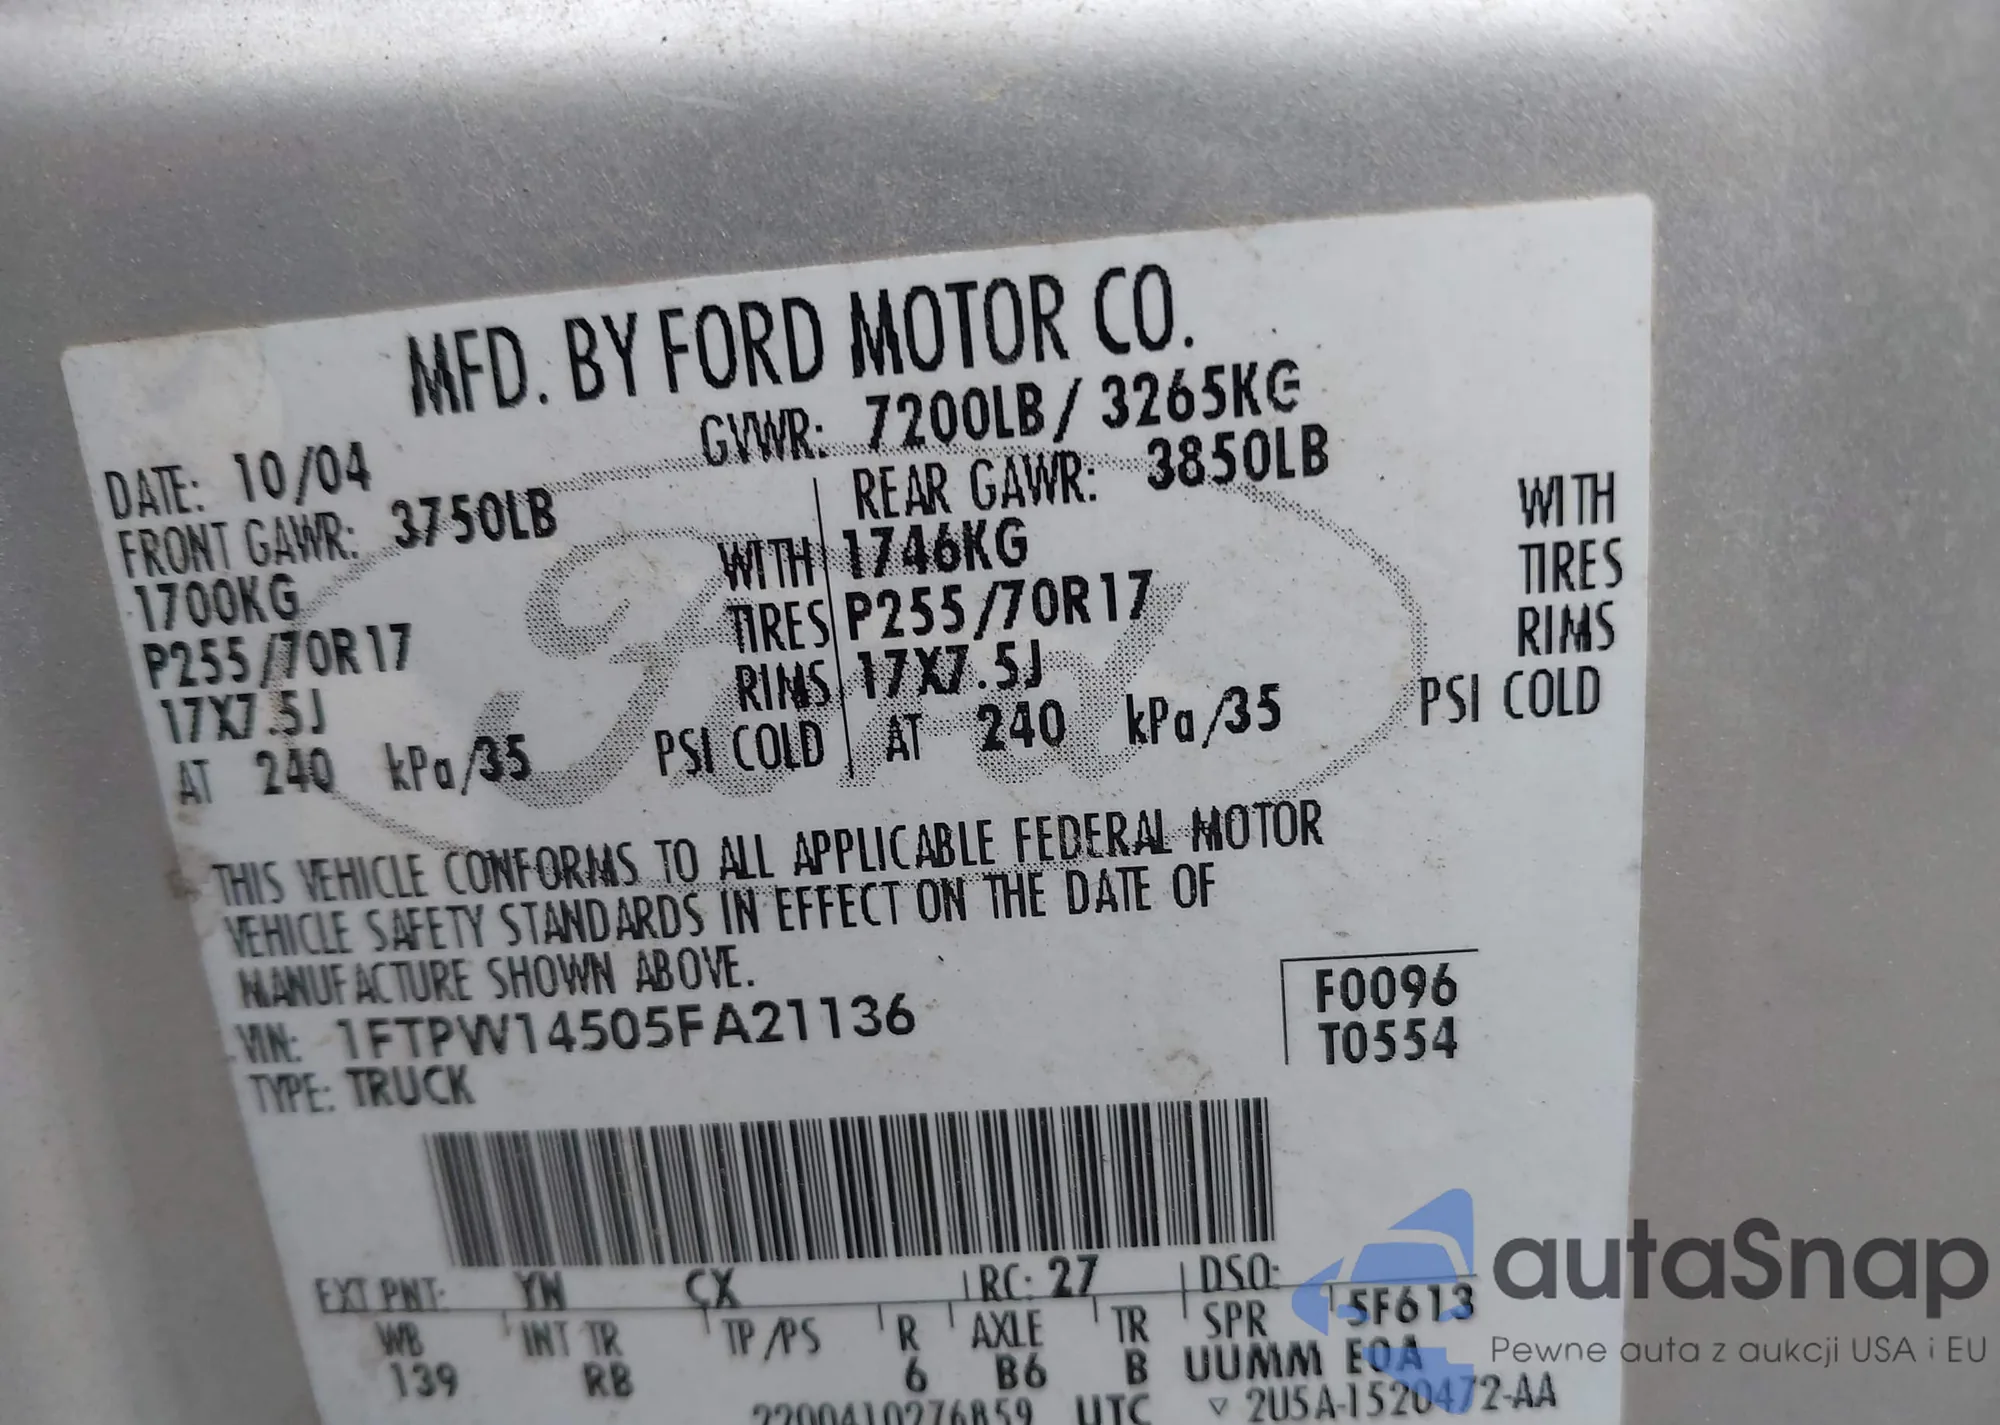 MFD. BY FORD MOTOR CO.
DATE: 10/04 GVWR: 7200LB / 3265KG
FRONT GAWR: 3750LB REAR GAWR: 3850LB
1700KG WITH 1746KG WITH
P255/70R17 TIRES P255/70R17 TIRES
17X7.5J RIMS 17X7.5J RIMS
AT 240 kPa/35 PSI COLD AT 240 kPa/35 PSI COLD
Ford
THIS VEHICLE CONFORMS TO ALL APPLICABLE FEDERAL MOTOR
VEHICLE SAFETY STANDARDS IN EFFECT ON THE DATE OF
MANUFACTURE SHOWN ABOVE.
VIN: 1FTPW14505FA21136
TYPE: TRUCK
F0096
T0554
EXT PNT: YN CX RC: 27 DSO: 5F613
WB INT TR TP/PS R AXLE TR SPR EOA
139 RB 6 B6 B UUMM
2200410276859 UTC ▽ 2U5A-1520472-AA
autaSnap
Pewne auta z aukcji USA i EU